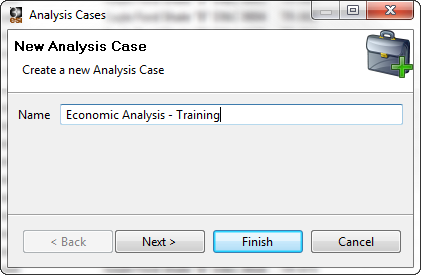 Analysis Cases
New Analysis Case
Create a new Analysis Case
Name Economic Analysis - Training
< Back Next > Finish Cancel